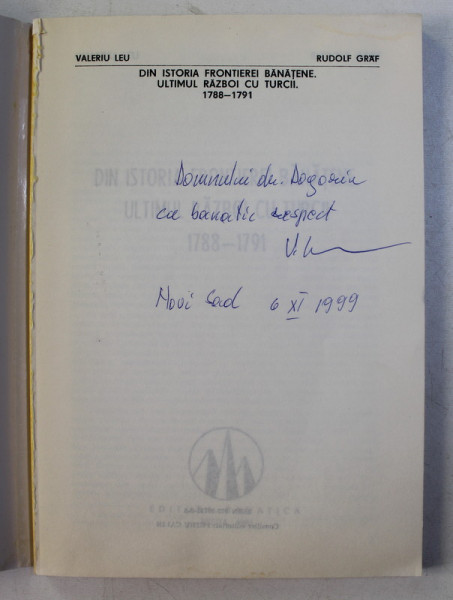 VALERIU LEU RUDOLF GRÄF
DIN ISTORIA FRONTIEREI BĂNĂȚENE.
ULTIMUL RĂZBOI CU TURCII.
1788—1791
Domnului dr.
cu banatic respect
Novi Sad 6 XI 1999